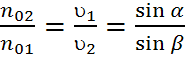 n₀₂/n₀₁ = υ₁/υ₂ = sin α/sin β